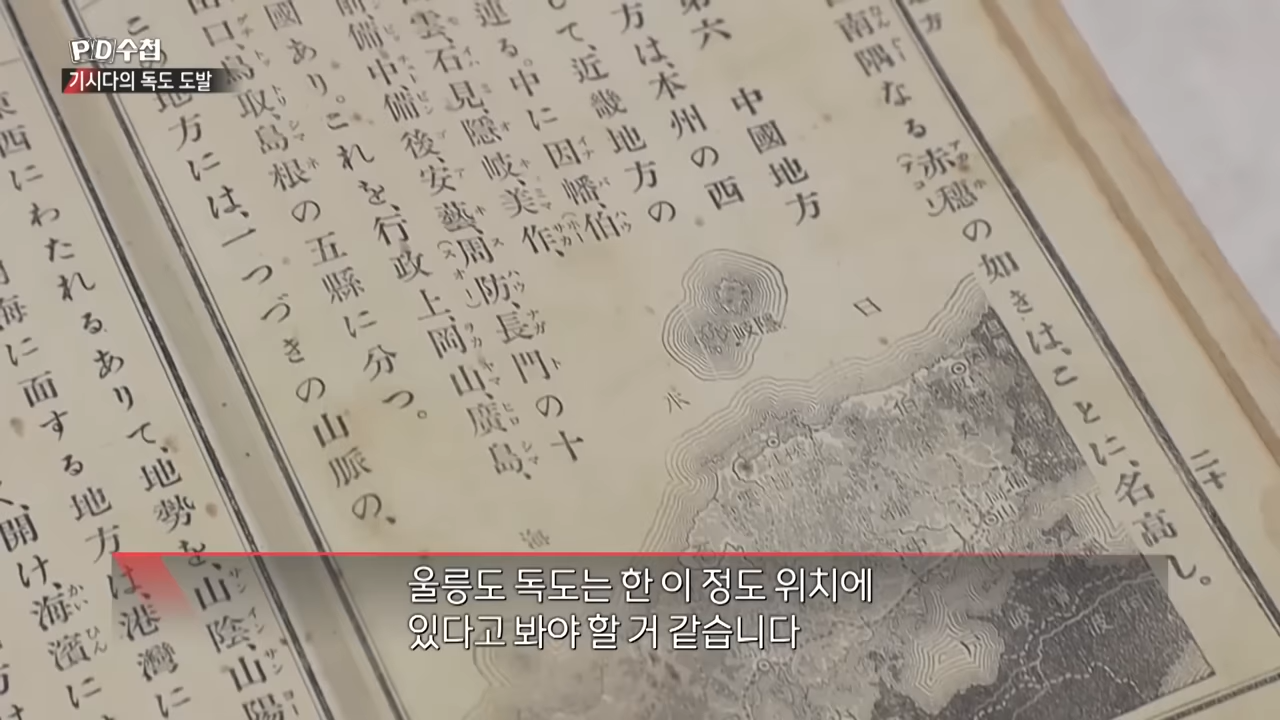 PD수첩
기시다의 독도 도발
二十
南隅なる赤穗の如きは、ことに、名高し。
第六 中國地方
方は、本州の西
して、近畿地方の
連る。中に因幡、伯
雲、石見、隱岐、美作、
前備中、備後、安藝、周防、長門の十
國あり。これを、行政上、岡山、廣島、
山口、鳥取、島根の五縣に分つ。
この地方には、一つづきの山脈の、
東西にわたれるありて、地勢を、山陰、山陽
海に面する地方は、港灣に
開け、海濱に
隱岐
日
本
海
울릉도 독도는 한 이 정도 위치에
있다고 봐야 할 거 같습니다